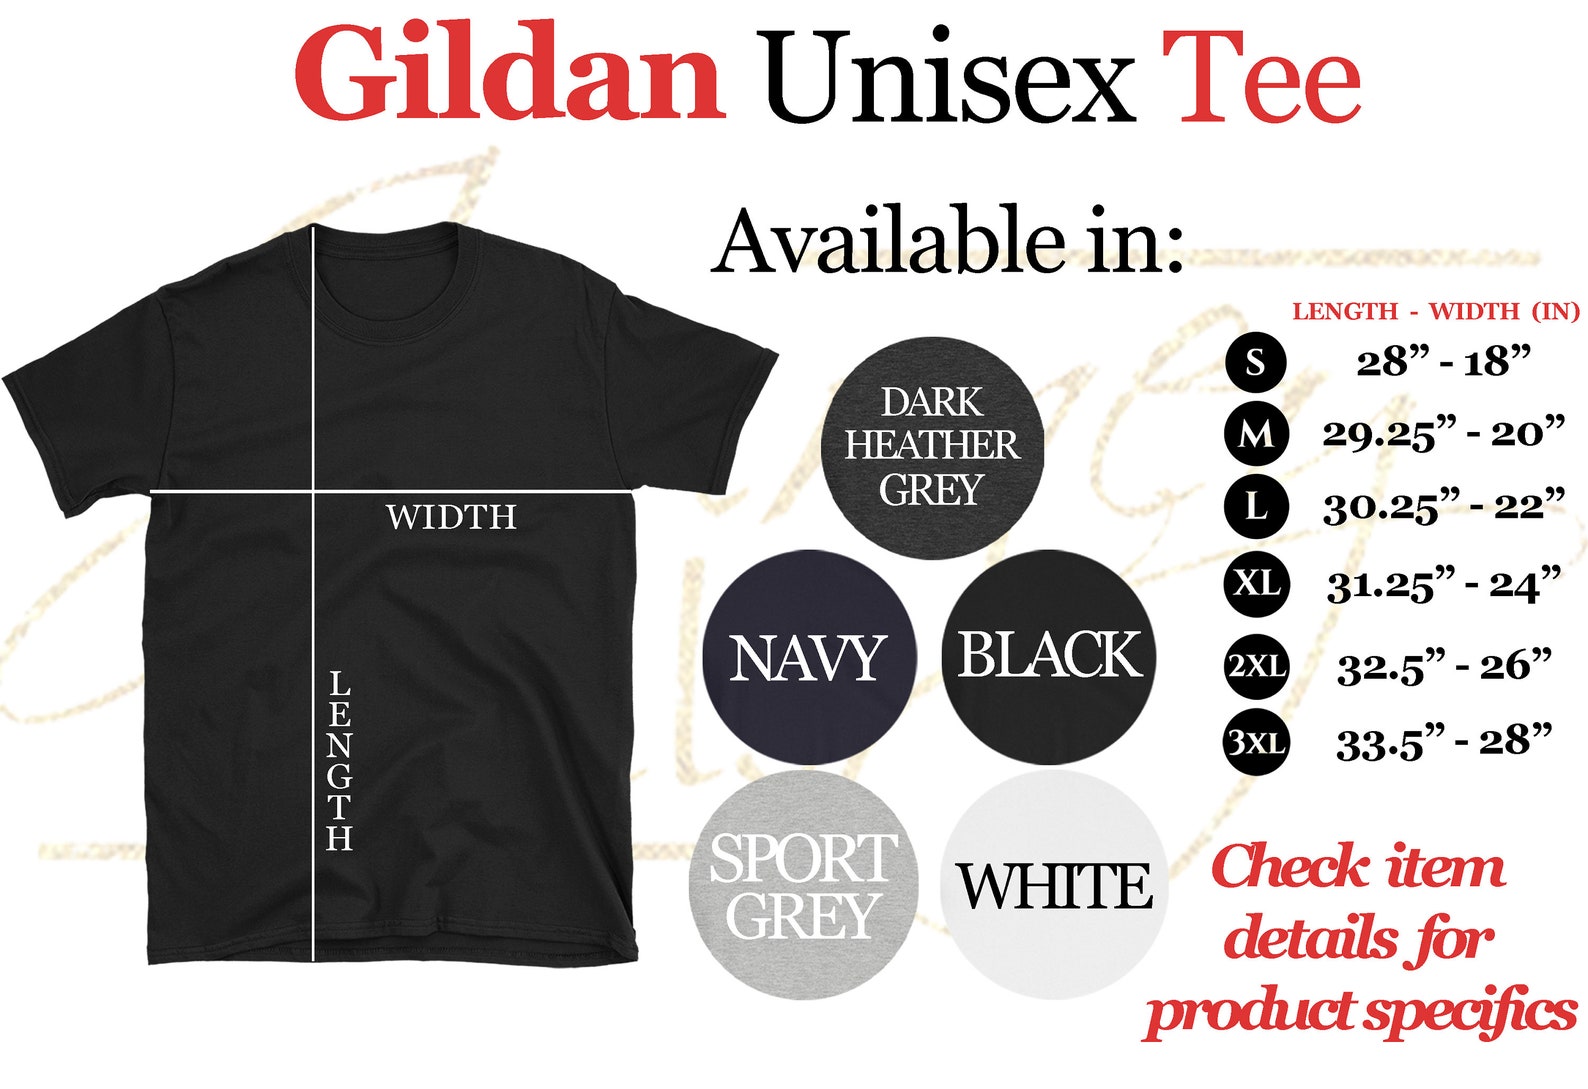 Gildan Unisex Tee
Available in:
WIDTH
LENGTH
DARK
HEATHER
GREY
NAVY
BLACK
SPORT
GREY
WHITE
LENGTH - WIDTH (IN)
S 28” - 18”
M 29.25” - 20”
L 30.25” - 22”
XL 31.25” - 24”
2XL 32.5” - 26”
3XL 33.5” - 28”
Check item
details for
product specifics